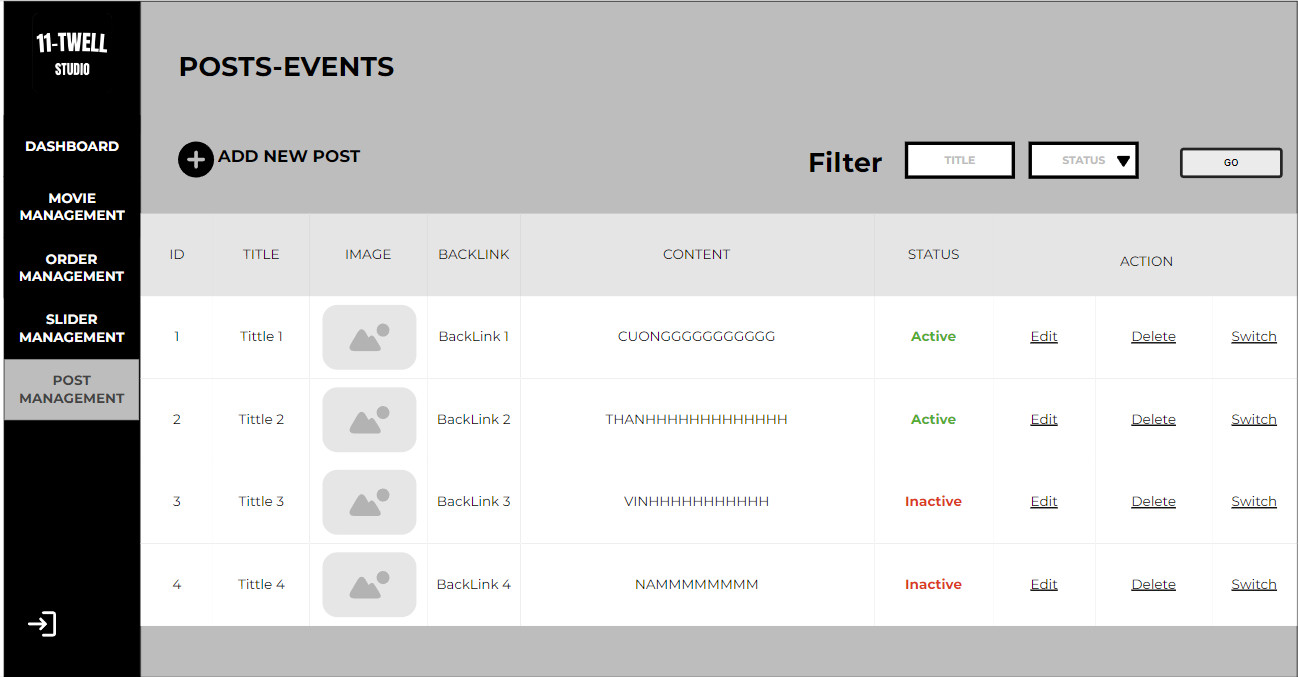 11-TWELL
STUDIO
DASHBOARD
MOVIE
MANAGEMENT
ORDER
MANAGEMENT
SLIDER
MANAGEMENT
POST
MANAGEMENT
POSTS-EVENTS
ADD NEW POST
Filter TITLE STATUS GO
ID TITLE IMAGE BACKLINK CONTENT STATUS ACTION
1 Tittle 1 BackLink 1 CUONGGGGGGGGGGG Active Edit Delete Switch
2 Tittle 2 BackLink 2 THANHHHHHHHHHHHHH Active Edit Delete Switch
3 Tittle 3 BackLink 3 VINHHHHHHHHHHH Inactive Edit Delete Switch
4 Tittle 4 BackLink 4 NAMMMMMMMM Inactive Edit Delete Switch